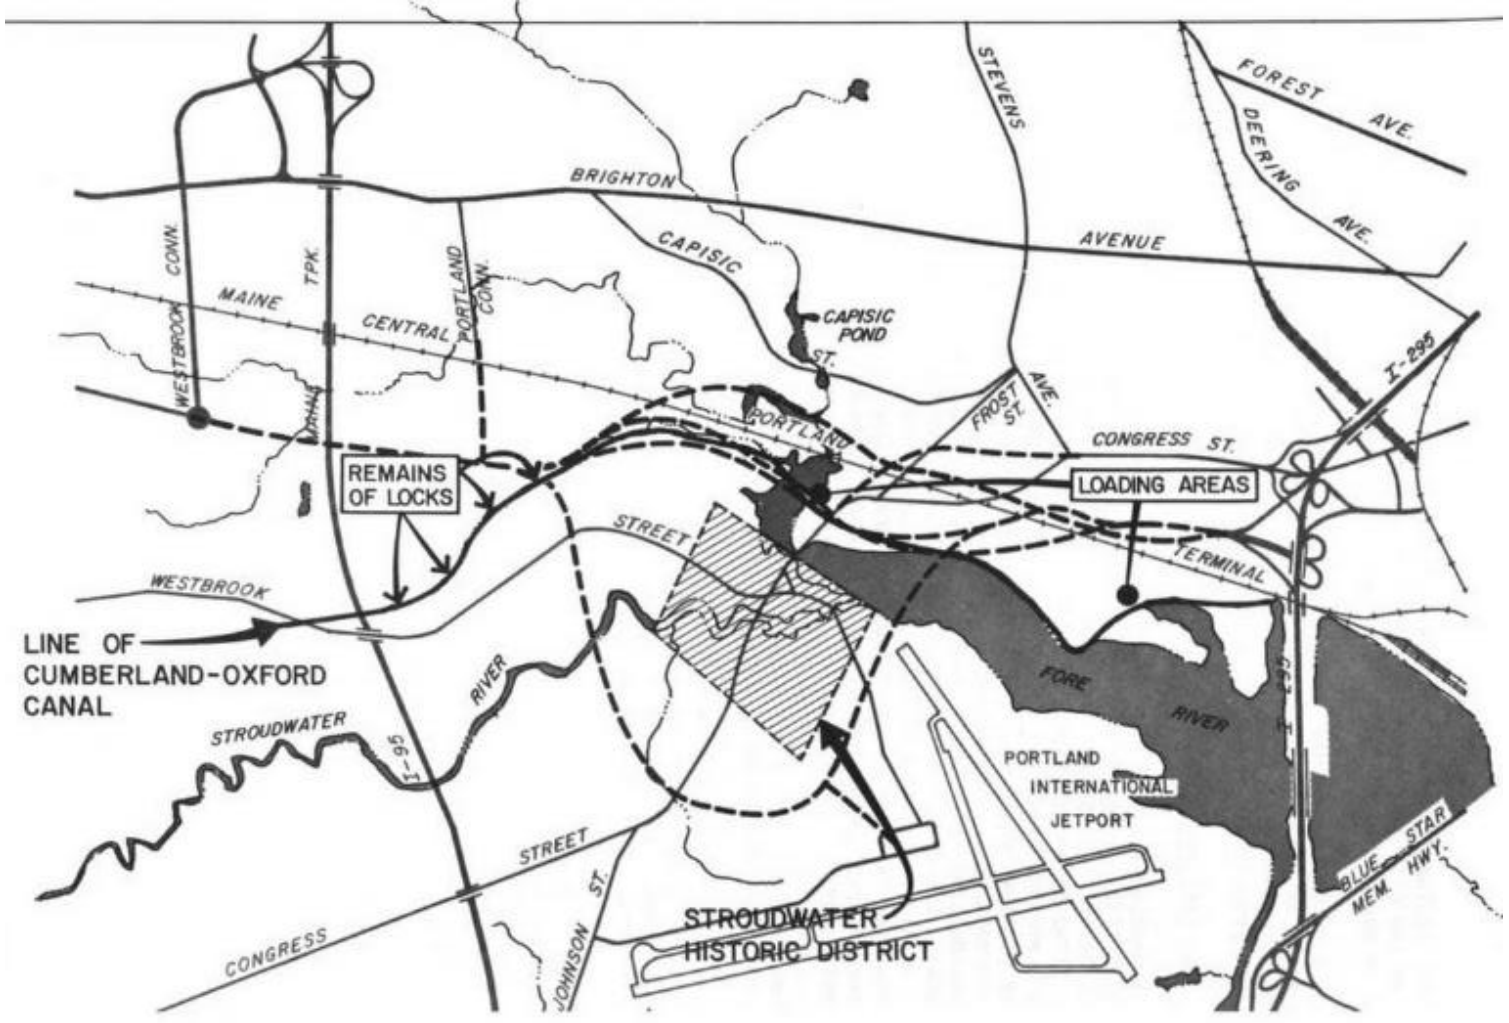 STEVENS
FOREST
AVE.
DEERING
AVE.
BRIGHTON
AVENUE
CAPISIC
ST.
WESTBROOK CONN.
MAINE TPK.
PORTLAND
CONN.
MAINE
CENTRAL
CAPISIC
POND
I-295
AVE.
FROST
ST.
PORTLAND
CONGRESS ST.
REMAINS
OF LOCKS
LOADING AREAS
STREET
WESTBROOK
TERMINAL
LINE OF
CUMBERLAND-OXFORD
CANAL
RIVER
STROUDWATER
I-95
FORE
RIVER
I-295
PORTLAND
INTERNATIONAL
JETPORT
BLUE STAR
MEM. HWY.
STREET
CONGRESS
JOHNSON ST.
STROUDWATER
HISTORIC DISTRICT